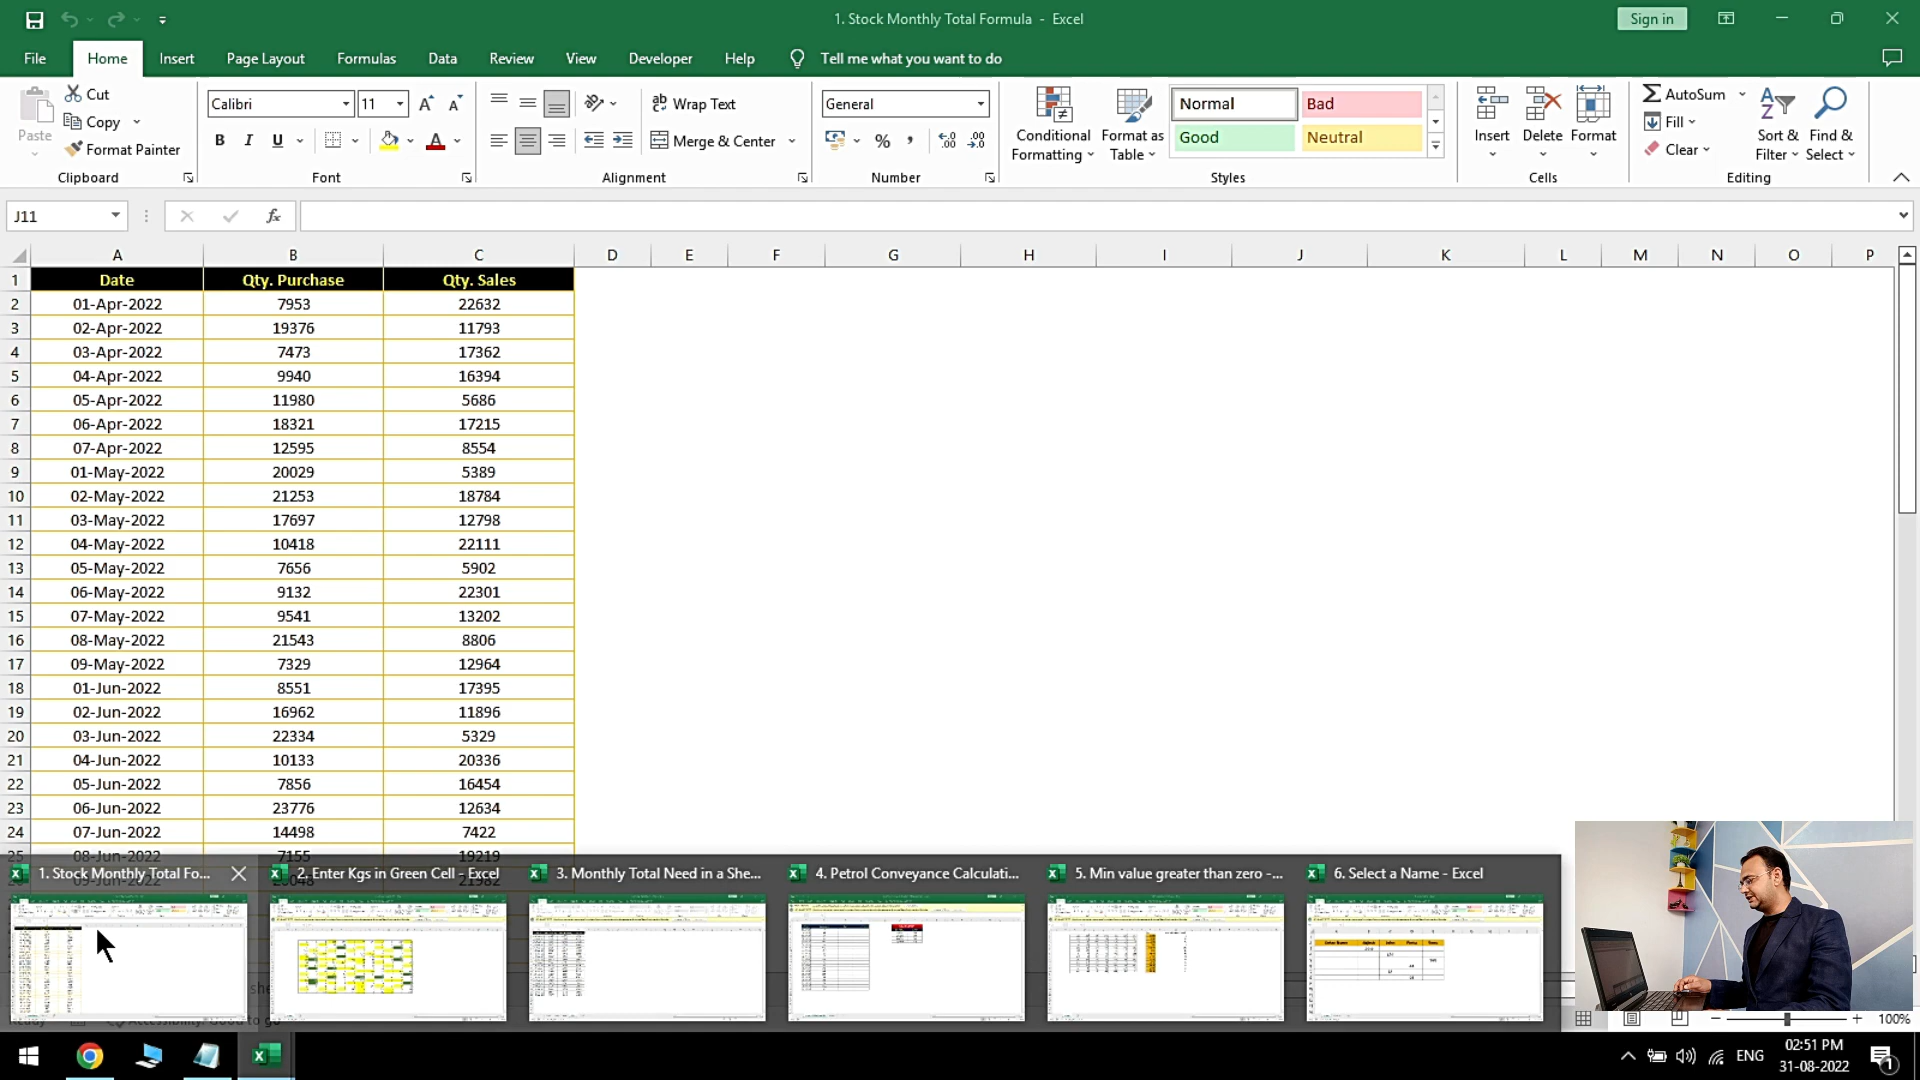 1. Stock Monthly Total Formula - Excel
Sign in
File Home Insert Page Layout Formulas Data Review View Developer Help Tell me what you want to do
Paste
Cut
Copy
Format Painter
Clipboard
Calibri 11
B I U
Font
Wrap Text
Merge & Center
Alignment
General
%
Number
Conditional Formatting
Format as Table
Normal Bad
Good Neutral
Styles
Insert Delete Format
Cells
AutoSum
Fill
Clear
Sort & Filter
Find & Select
Editing
J11
fx
A B C D E F G H I J K L M N O P
1 Date Qty. Purchase Qty. Sales
2 01-Apr-2022 7953 22632
3 02-Apr-2022 19376 11793
4 03-Apr-2022 7473 17362
5 04-Apr-2022 9940 16394
6 05-Apr-2022 11980 5686
7 06-Apr-2022 18321 17215
8 07-Apr-2022 12595 8554
9 01-May-2022 20029 5389
10 02-May-2022 21253 18784
11 03-May-2022 17697 12798
12 04-May-2022 10418 22111
13 05-May-2022 7656 5902
14 06-May-2022 9132 22301
15 07-May-2022 9541 13202
16 08-May-2022 21543 8806
17 09-May-2022 7329 12964
18 01-Jun-2022 8551 17395
19 02-Jun-2022 16962 11896
20 03-Jun-2022 22334 5329
21 04-Jun-2022 10133 20336
22 05-Jun-2022 7856 16454
23 06-Jun-2022 23776 12634
24 07-Jun-2022 14498 7422
25 08-Jun-2022 7155 19219
1. Stock Monthly Total Fo...
2. Enter Kgs in Green Cell - Excel
3. Monthly Total Need in a She...
4. Petrol Conveyance Calculati...
5. Min value greater than zero -...
6. Select a Name - Excel
100%
ENG
02:51 PM
31-08-2022
1